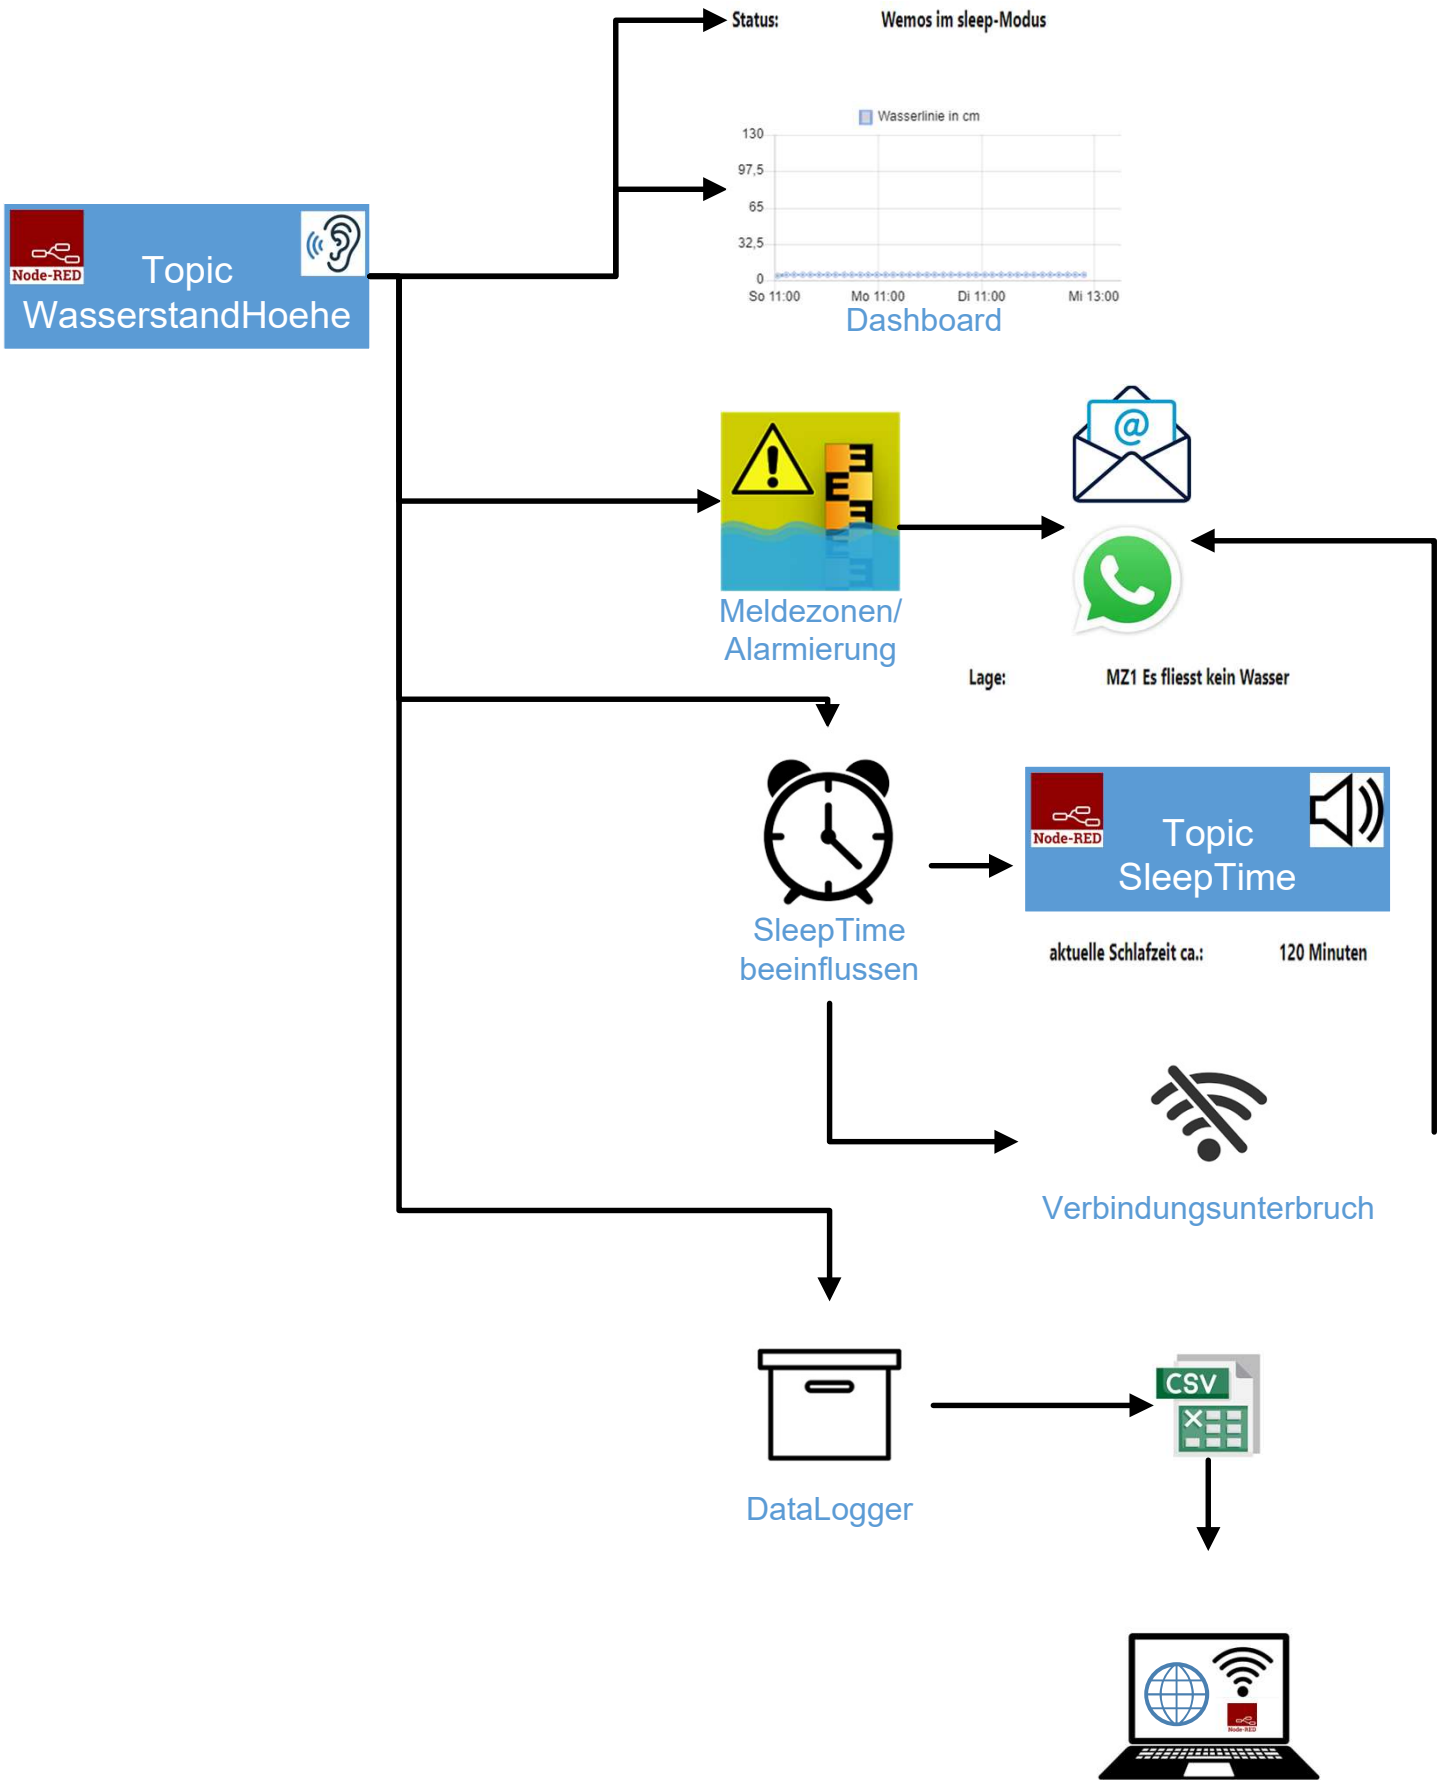 Status: Wemos im sleep-Modus
Wasserlinie in cm
130
97,5
65
32,5
0
So 11:00 Mo 11:00 Di 11:00 Mi 13:00
Dashboard
Node-RED
Topic
WasserstandHoehe
@
E
E
E
E
E
Meldezonen/
Alarmierung
Lage: MZ1 Es fliesst kein Wasser
Node-RED
Topic
SleepTime
SleepTime
beeinflussen
aktuelle Schlafzeit ca.: 120 Minuten
Verbindungsunterbruch
CSV
X
DataLogger
Node-RED